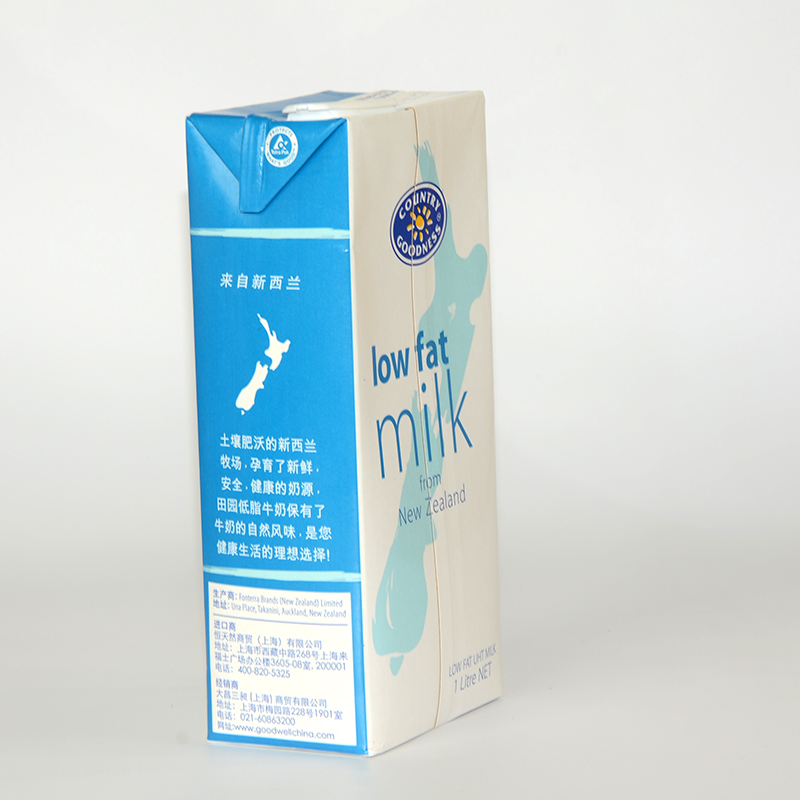 PROTECTS
Tetra Pak
WHAT'S GOOD
来自新西兰
土壤肥沃的新西兰
牧场,孕育了新鲜,
安全,健康的奶源,
田园低脂牛奶保有了
牛奶的自然风味,是您
健康生活的理想选择!
生产商: Fonterra Brands (New Zealand) Limited
地址: Una Place, Takanini, Auckland, New Zealand
进口商
恒天然商贸(上海)有限公司
地址:上海市西藏中路268号上海来
福士广场办公楼3605-08室, 200001
电话: 400-820-5325
经销商
大昌三昶(上海)商贸有限公司
地址:上海市梅园路228号1901室
电话: 021-60863200
网址:www.goodwellchina.com
COUNTRY
GOODNESS
®
low fat
milk
from
New Zealand
LOW FAT UHT MILK
1 Litre NET